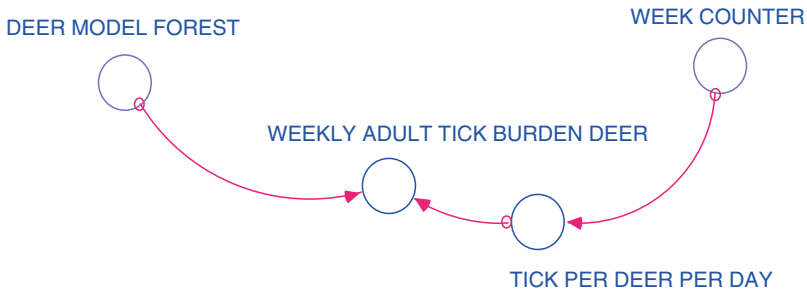 WEEK COUNTER
DEER MODEL FOREST
WEEKLY ADULT TICK BURDEN DEER
TICK PER DEER PER DAY